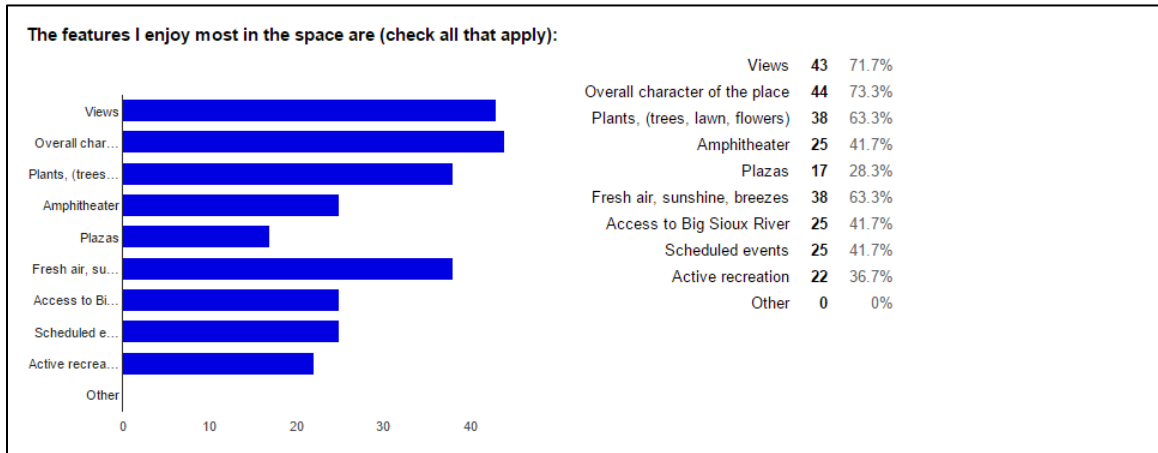 The features I enjoy most in the space are (check all that apply):
Views
Overall char...
Plants, (trees...
Amphitheater
Plazas
Fresh air, su...
Access to Bi...
Scheduled e...
Active recrea...
Other
0 10 20 30 40
Views 43 71.7%
Overall character of the place 44 73.3%
Plants, (trees, lawn, flowers) 38 63.3%
Amphitheater 25 41.7%
Plazas 17 28.3%
Fresh air, sunshine, breezes 38 63.3%
Access to Big Sioux River 25 41.7%
Scheduled events 25 41.7%
Active recreation 22 36.7%
Other 0 0%